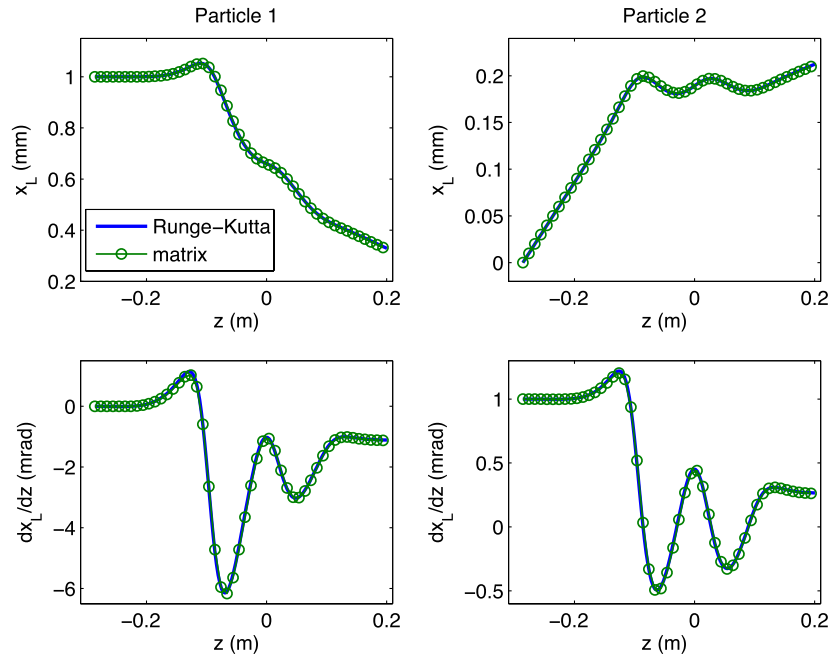 Particle 1
Particle 2
x_L (mm)
1
0.8
0.6
0.4
0.2
Runge−Kutta
matrix
−0.2
0
0.2
z (m)
x_L (mm)
0.2
0.15
0.1
0.05
0
−0.2
0
0.2
z (m)
dx_L/dz (mrad)
0
−2
−4
−6
−0.2
0
0.2
z (m)
dx_L/dz (mrad)
1
0.5
0
−0.5
−0.2
0
0.2
z (m)